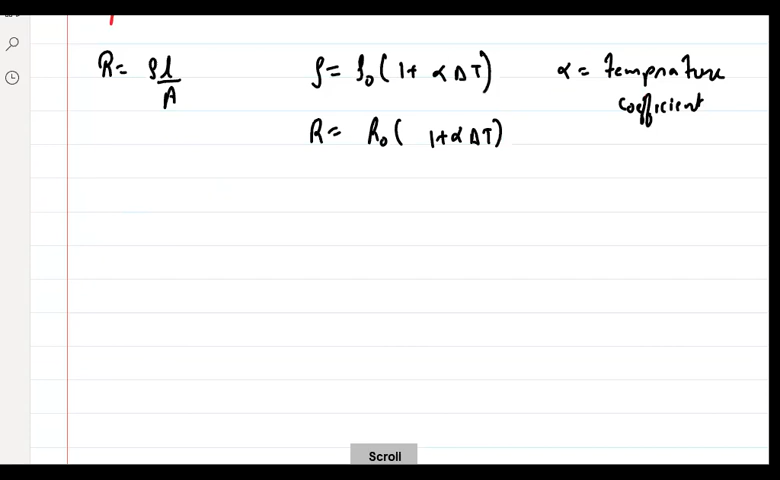 R = ρl/A
ρ = ρ₀(1 + αΔT)
α = temprature
coefficient
R = R₀(1+αΔT)
Scroll